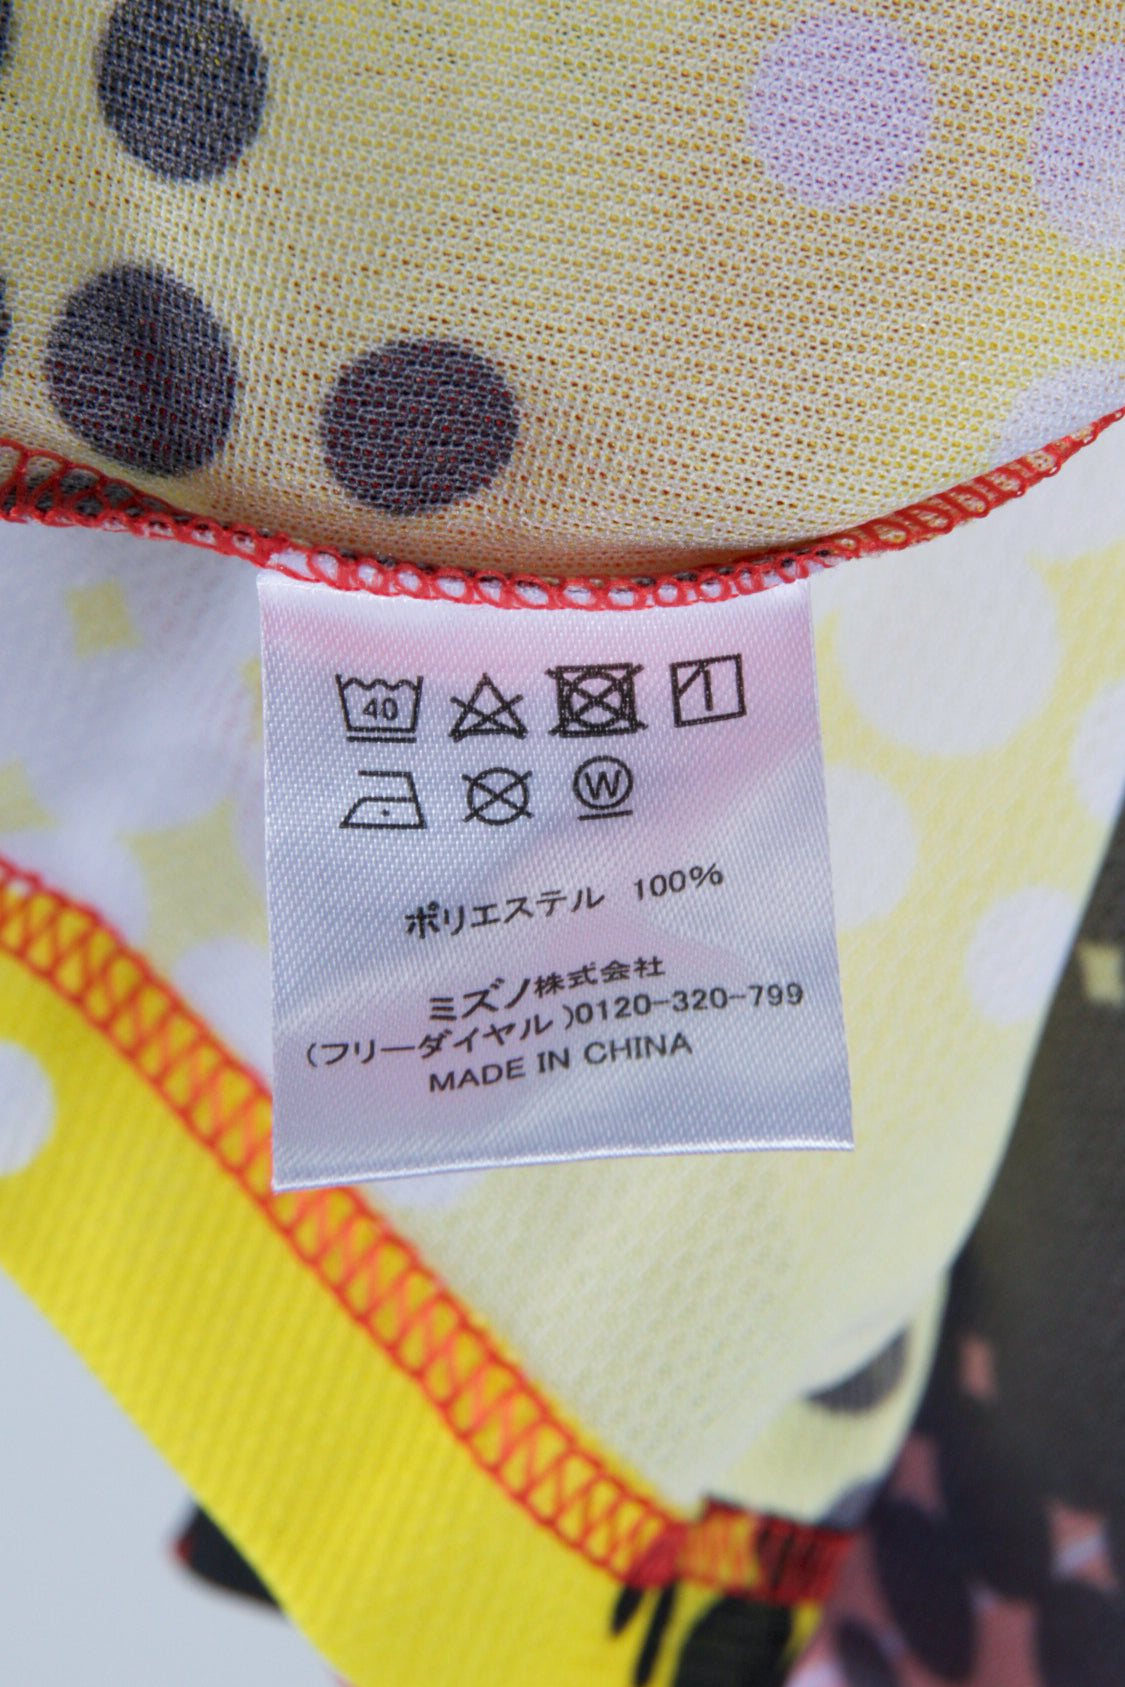 40
W
ポリエステル 100%
ミズノ株式会社
(フリーダイヤル)0120-320-799
MADE IN CHINA